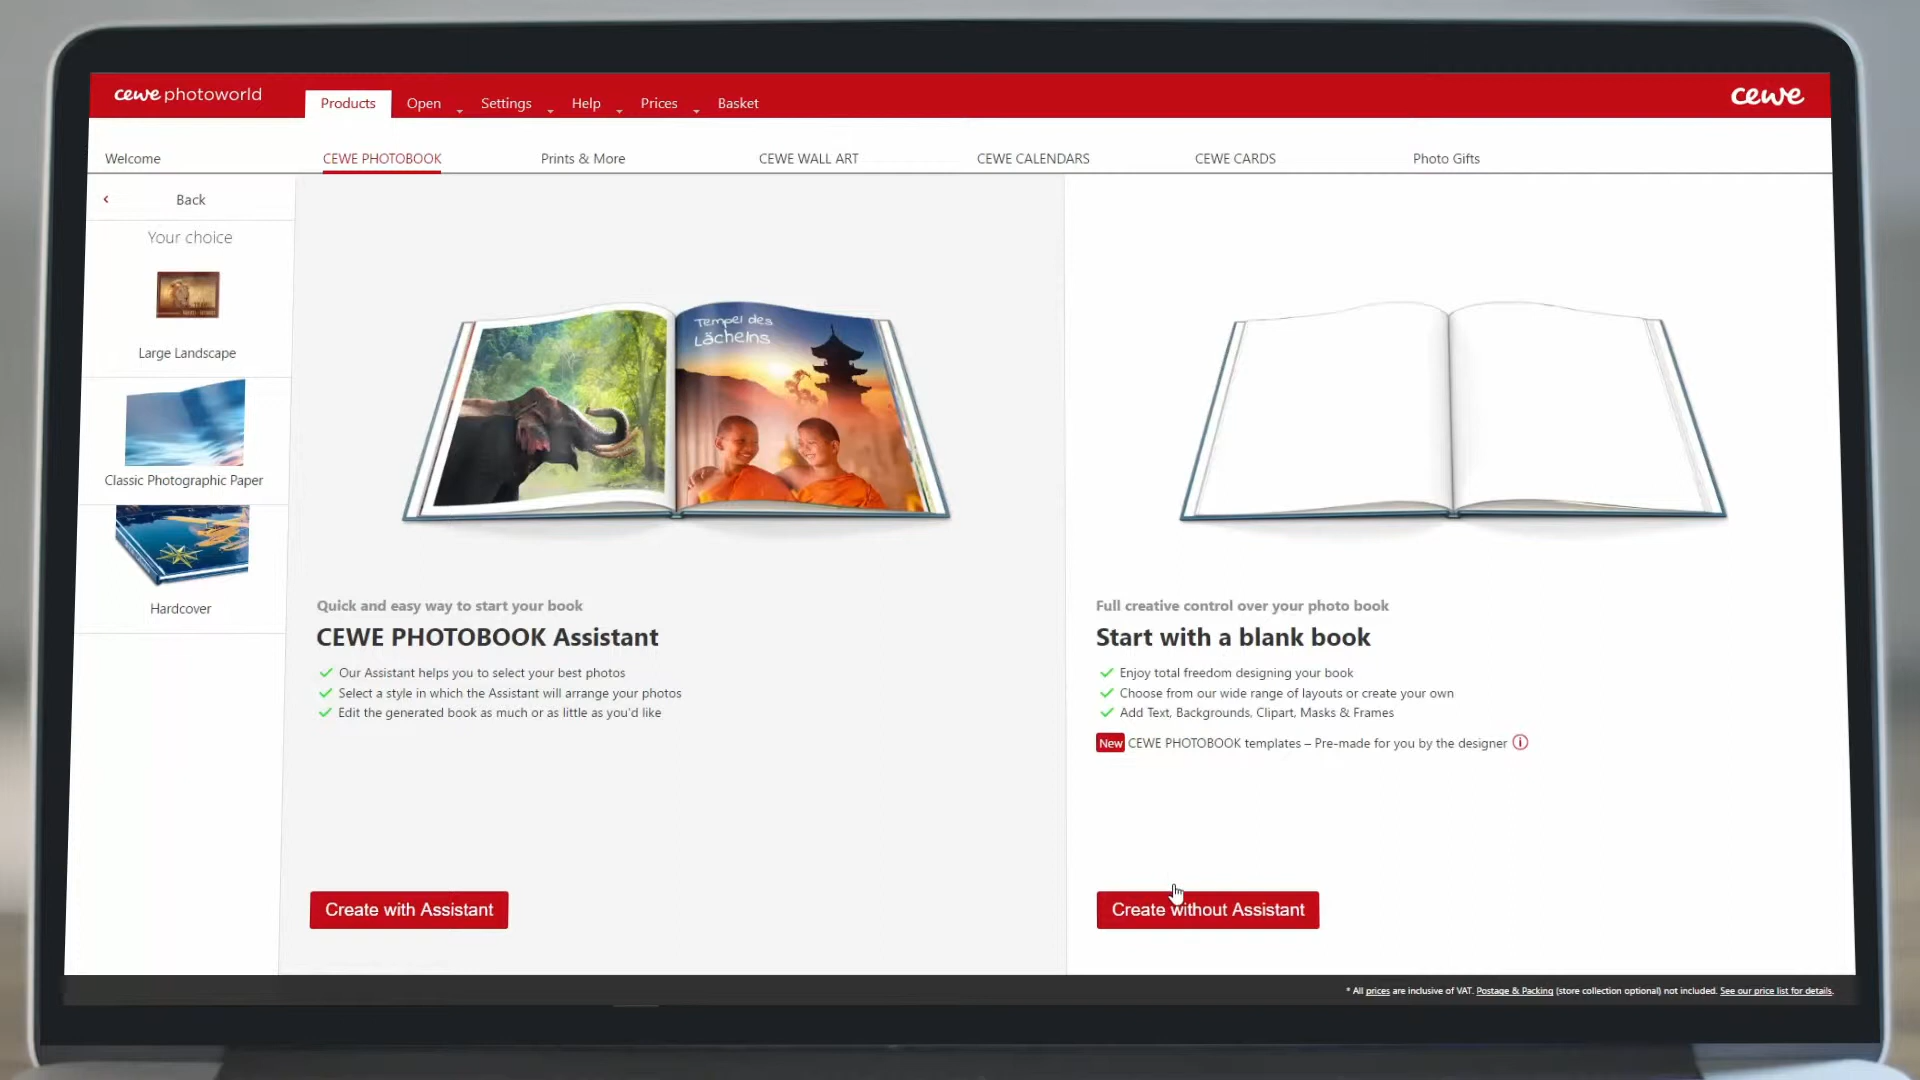 cewe photoworld
Products
Open
Settings
Help
Prices
Basket
cewe
Welcome
CEWE PHOTOBOOK
Prints & More
CEWE WALL ART
CEWE CALENDARS
CEWE CARDS
Photo Gifts
Back
Your choice
Large Landscape
Classic Photographic Paper
Hardcover
Tempel des
Lächelns
Quick and easy way to start your book
CEWE PHOTOBOOK Assistant
Our Assistant helps you to select your best photos
Select a style in which the Assistant will arrange your photos
Edit the generated book as much or as little as you'd like
Create with Assistant
Full creative control over your photo book
Start with a blank book
Enjoy total freedom designing your book
Choose from our wide range of layouts or create your own
Add Text, Backgrounds, Clipart, Masks & Frames
New CEWE PHOTOBOOK templates – Pre-made for you by the designer
Create without Assistant
* All prices are inclusive of VAT. Postage & Packing (store collection optional) not included. See our price list for details.